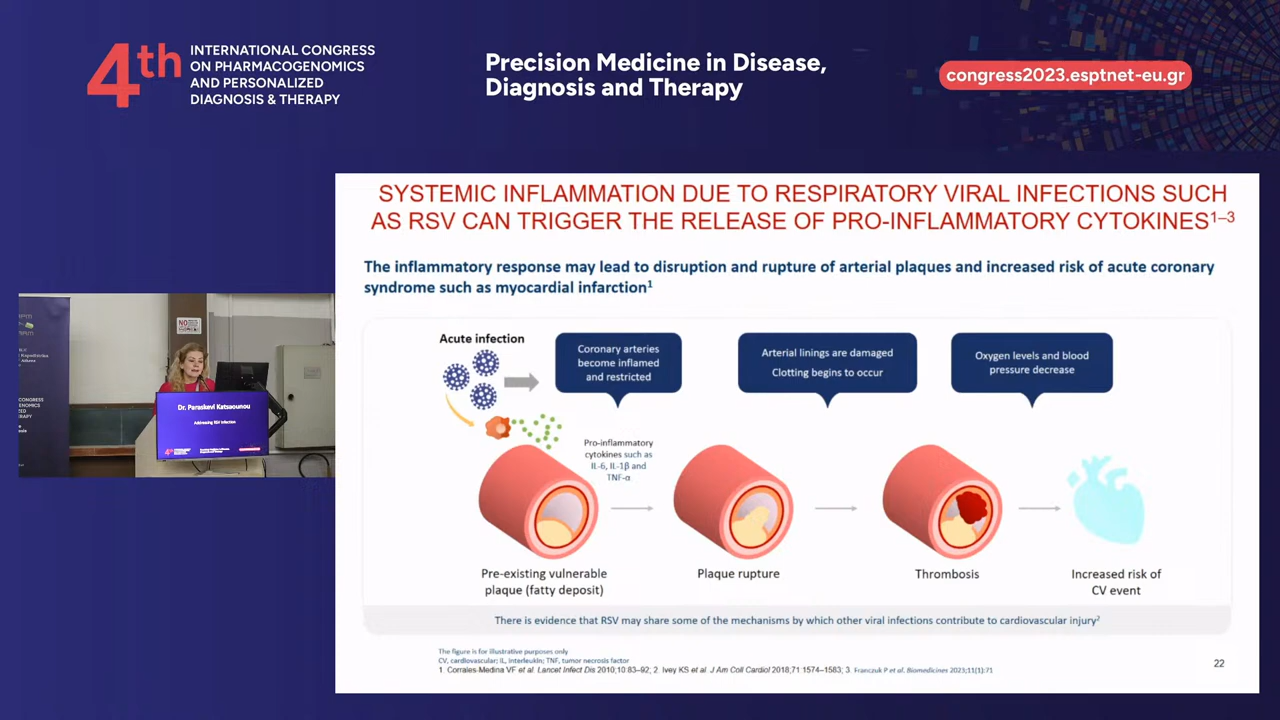 4th
INTERNATIONAL CONGRESS
ON PHARMACOGENOMICS
AND PERSONALIZED
DIAGNOSIS & THERAPY
Precision Medicine in Disease,
Diagnosis and Therapy
congress2023.esptnet-eu.gr
SYSTEMIC INFLAMMATION DUE TO RESPIRATORY VIRAL INFECTIONS SUCH
AS RSV CAN TRIGGER THE RELEASE OF PRO-INFLAMMATORY CYTOKINES1–3
The inflammatory response may lead to disruption and rupture of arterial plaques and increased risk of acute coronary
syndrome such as myocardial infarction1
Acute infection
Coronary arteries
become inflamed
and restricted
Arterial linings are damaged
Clotting begins to occur
Oxygen levels and blood
pressure decrease
Pro-inflammatory
cytokines such as
IL-6, IL-1β and
TNF-α
Pre-existing vulnerable
plaque (fatty deposit)
Plaque rupture
Thrombosis
Increased risk of
CV event
There is evidence that RSV may share some of the mechanisms by which other viral infections contribute to cardiovascular injury2
The figure is for illustrative purposes only
CV, cardiovascular; IL, interleukin; TNF, tumor necrosis factor
1. Corrales-Medina VF et al. Lancet Infect Dis 2010;10:83–92; 2. Ivey KS et al. J Am Coll Cardiol 2018;71:1574–1583; 3. Franczuk P et al. Biomedicines 2023;11(1):71
22
NO
Dr. Paraskevi Katsaounou
Addressing RSV Infection